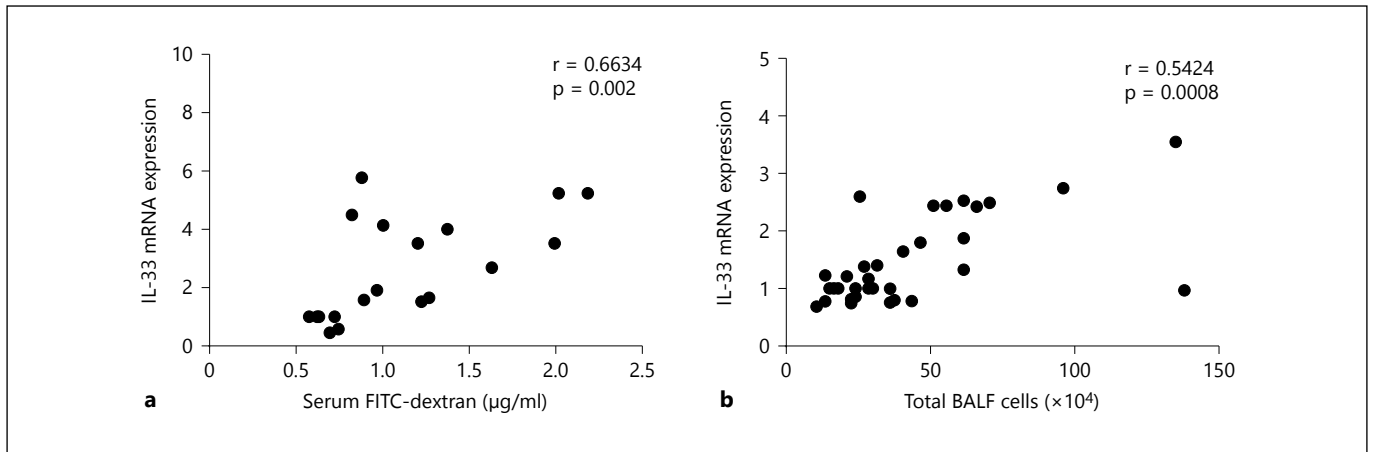 r = 0.6634
p = 0.002
IL-33 mRNA expression
10
8
6
4
2
0
0 0.5 1.0 1.5 2.0 2.5
Serum FITC-dextran (µg/ml)
a
r = 0.5424
p = 0.0008
IL-33 mRNA expression
5
4
3
2
1
0
0 50 100 150
Total BALF cells (×10⁴)
b